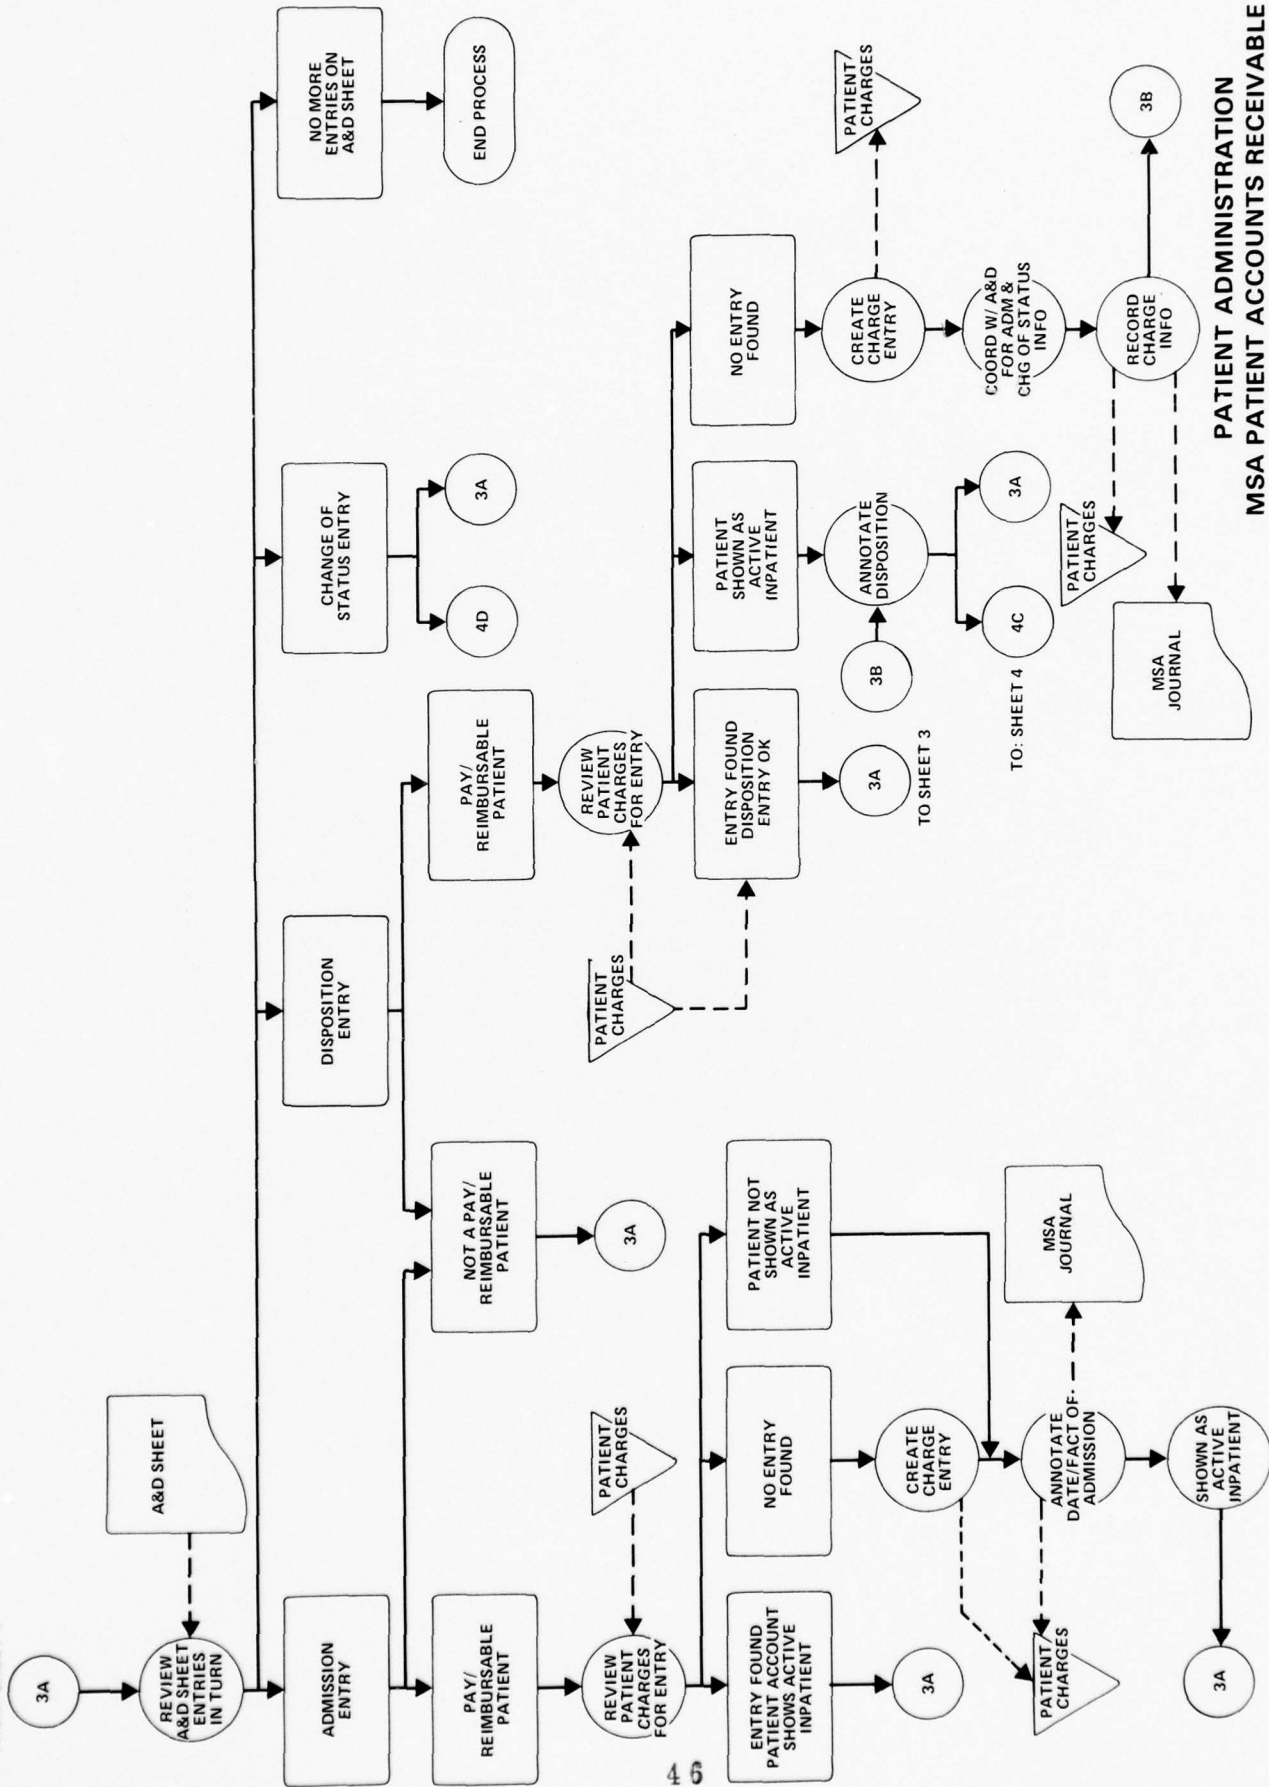 3A
REVIEW
A&D SHEET
ENTRIES
IN TURN
A&D SHEET
ADMISSION
ENTRY
DISPOSITION
ENTRY
CHANGE OF
STATUS ENTRY
NO MORE
ENTRIES ON
A&D SHEET
END PROCESS
4D
3A
PAY/
REIMBURSABLE
PATIENT
NOT A PAY/
REIMBURSABLE
PATIENT
PAY/
REIMBURSABLE
PATIENT
REVIEW
PATIENT
CHARGES
FOR ENTRY
PATIENT
CHARGES
3A
PATIENT
CHARGES
REVIEW
PATIENT
CHARGES
FOR ENTRY
ENTRY FOUND
PATIENT ACCOUNT
SHOWS ACTIVE
INPATIENT
NO ENTRY
FOUND
PATIENT NOT
SHOWN AS
ACTIVE
INPATIENT
ENTRY FOUND
DISPOSITION
ENTRY OK
PATIENT
SHOWN AS
ACTIVE
INPATIENT
NO ENTRY
FOUND
3A
CREATE
CHARGE
ENTRY
3A
TO SHEET 3
3B
ANNOTATE
DISPOSITION
CREATE
CHARGE
ENTRY
PATIENT
CHARGES
PATIENT
CHARGES
ANNOTATE
DATE/FACT OF
ADMISSION
MSA
JOURNAL
TO: SHEET 4
4C
3A
COORD W/ A&D
FOR ADM &
CHG OF STATUS
INFO
3A
SHOWN AS
ACTIVE
INPATIENT
MSA
JOURNAL
PATIENT
CHARGES
RECORD
CHARGE
INFO
3B
PATIENT ADMINISTRATION
MSA PATIENT ACCOUNTS RECEIVABLE
46